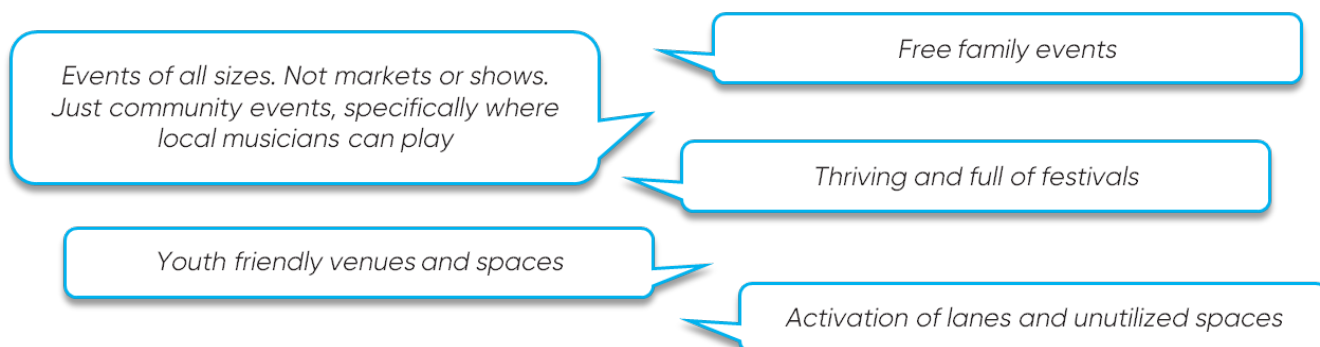 Free family events
Events of all sizes. Not markets or shows.
Just community events, specifically where
local musicians can play
Thriving and full of festivals
Youth friendly venues and spaces
Activation of lanes and unutilized spaces